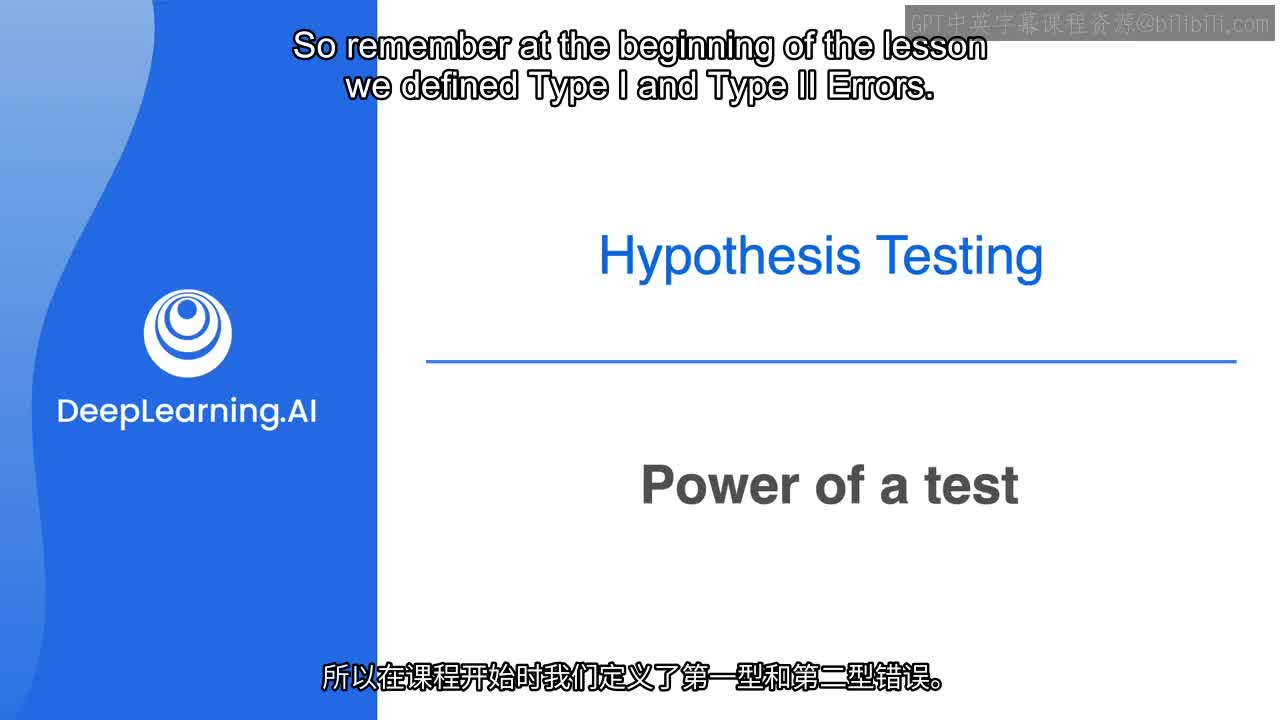 GPT中英字幕课程资源@bilibili.com
So remember at the beginning of the lesson
we defined Type I and Type II Errors.
Hypothesis Testing
DeepLearning.AI
Power of a test
所以在课程开始时我们定义了第一型和第二型错误。